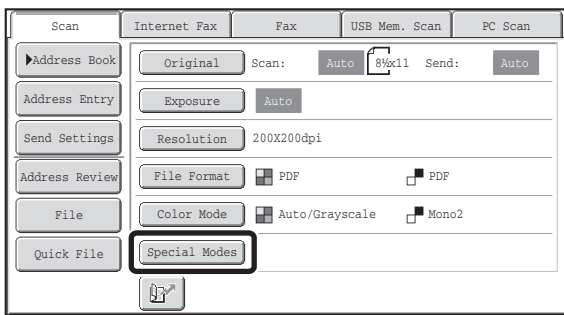 Scan Internet Fax Fax USB Mem. Scan PC Scan
Address Book Original Scan: Auto 8½x11 Send: Auto
Address Entry Exposure Auto
Send Settings Resolution 200X200dpi
Address Review File Format PDF PDF
File Color Mode Auto/Grayscale Mono2
Quick File Special Modes